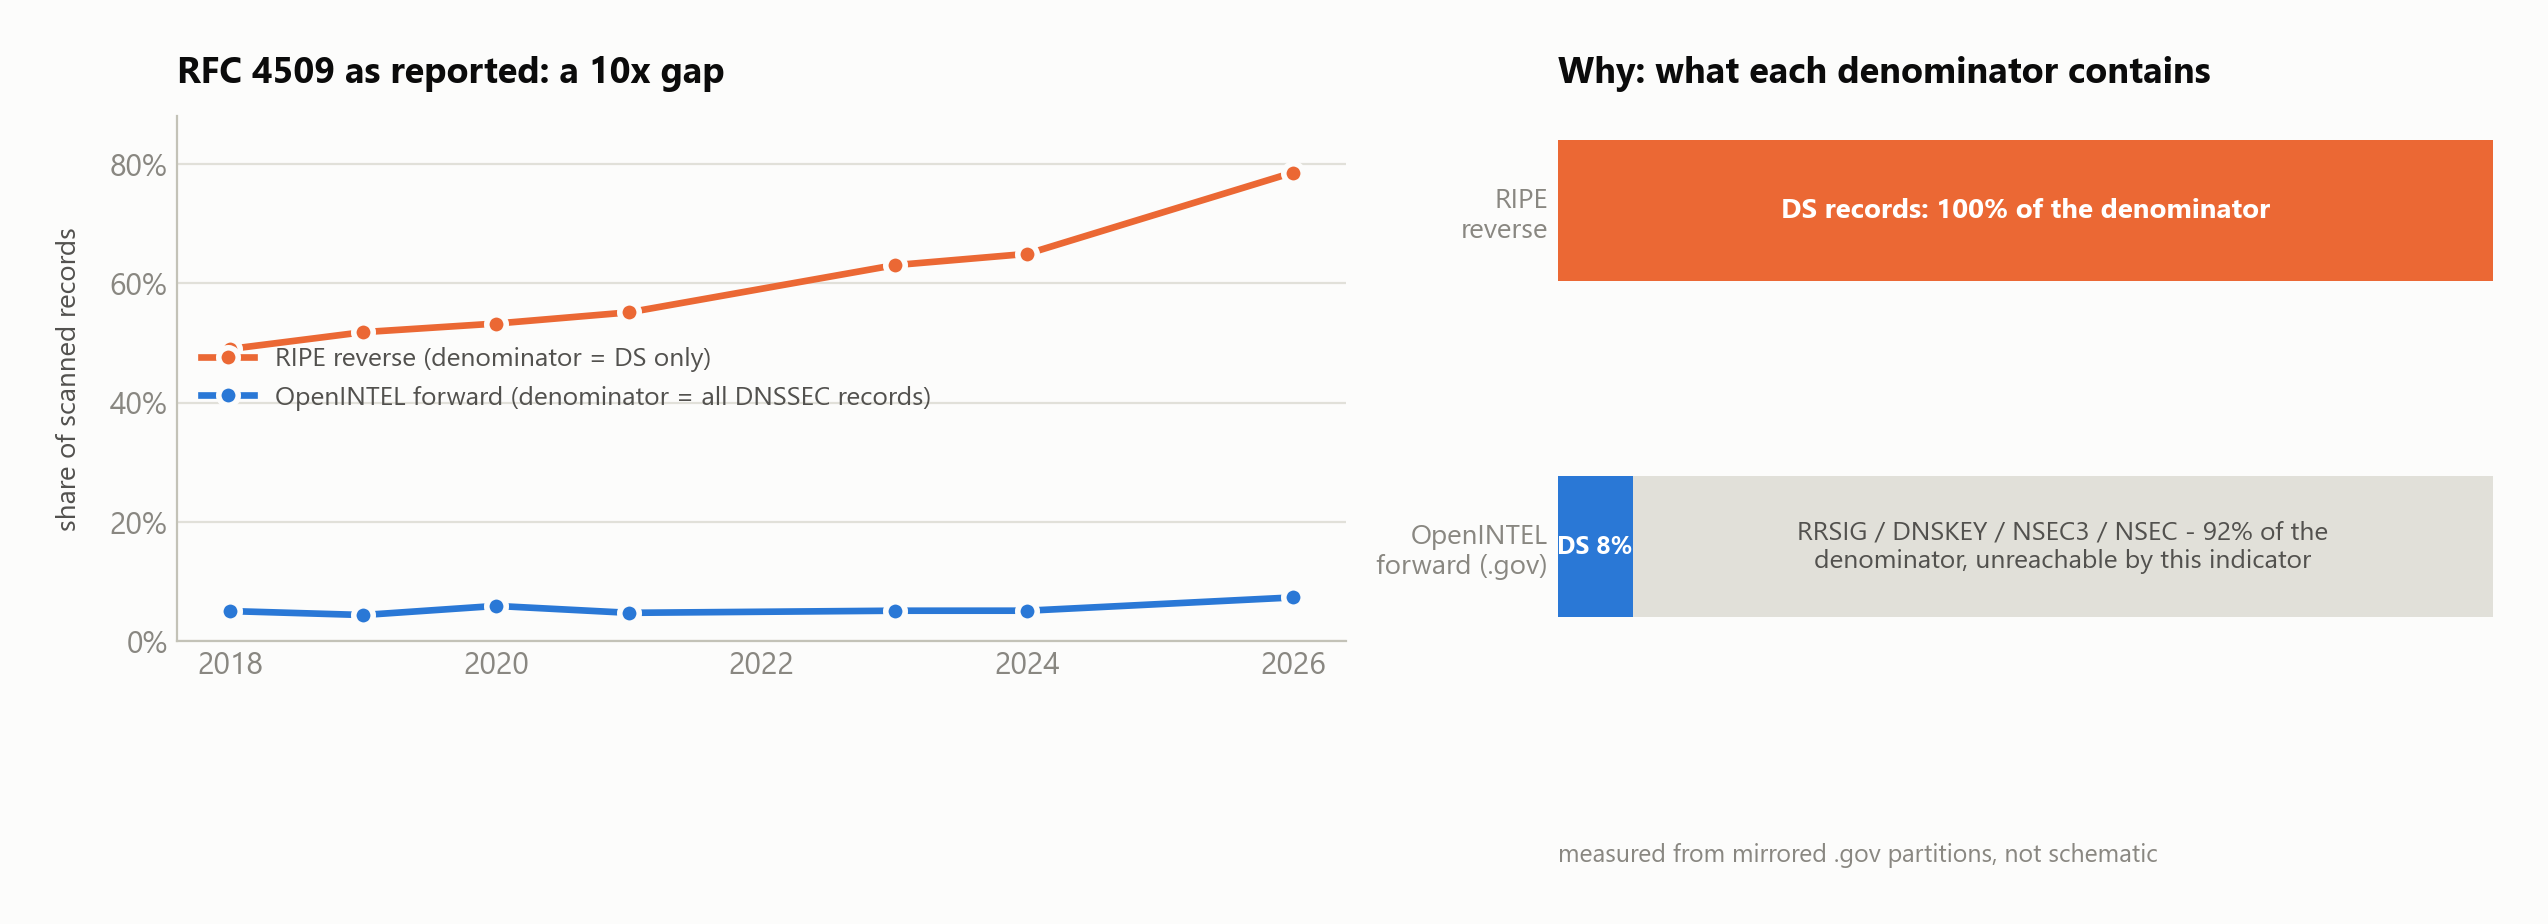 RFC 4509 as reported: a 10x gap
share of scanned records
80%
60%
40%
20%
0%
RIPE reverse (denominator = DS only)
OpenINTEL forward (denominator = all DNSSEC records)
2018
2020
2022
2024
2026
Why: what each denominator contains
RIPE
reverse
DS records: 100% of the denominator
OpenINTEL
forward (.gov)
DS 8%
RRSIG / DNSKEY / NSEC3 / NSEC - 92% of the
denominator, unreachable by this indicator
measured from mirrored .gov partitions, not schematic